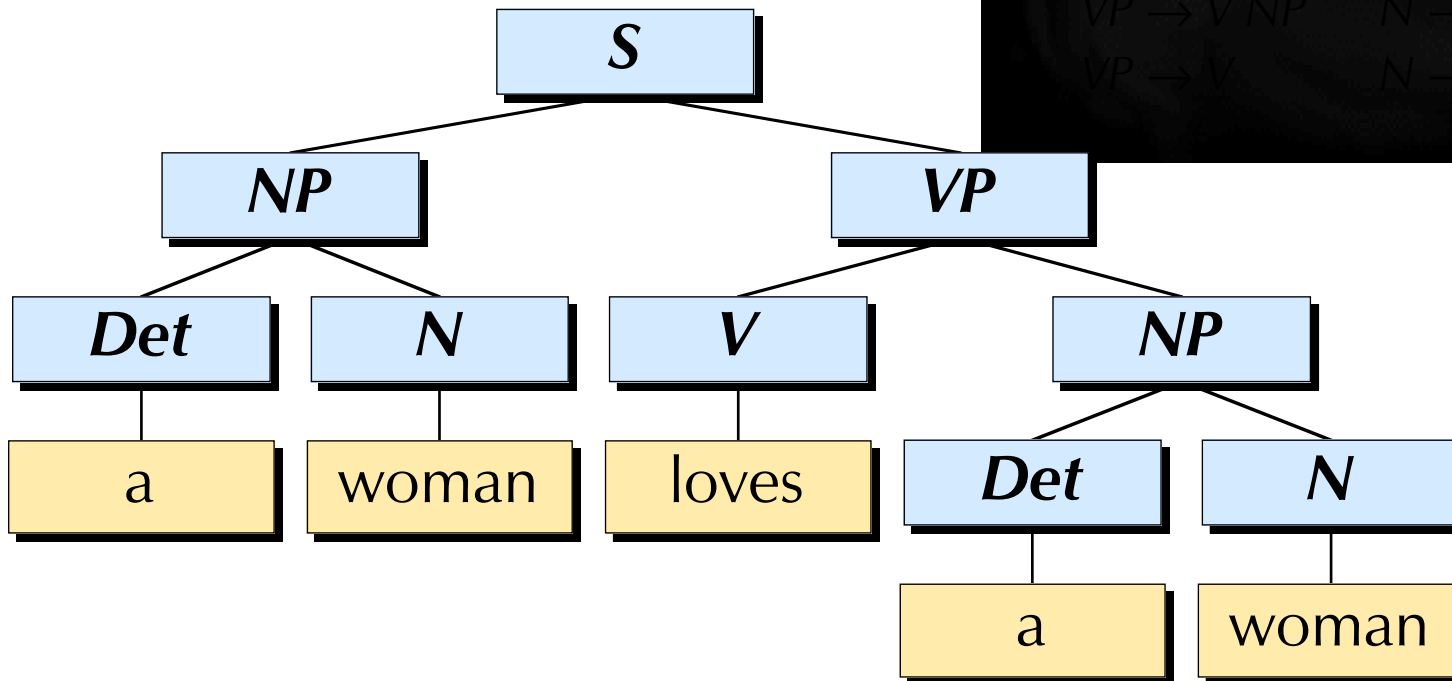 VP → V NP N →
VP → V N →
S
NP VP
Det N V NP
a woman loves Det N
a woman